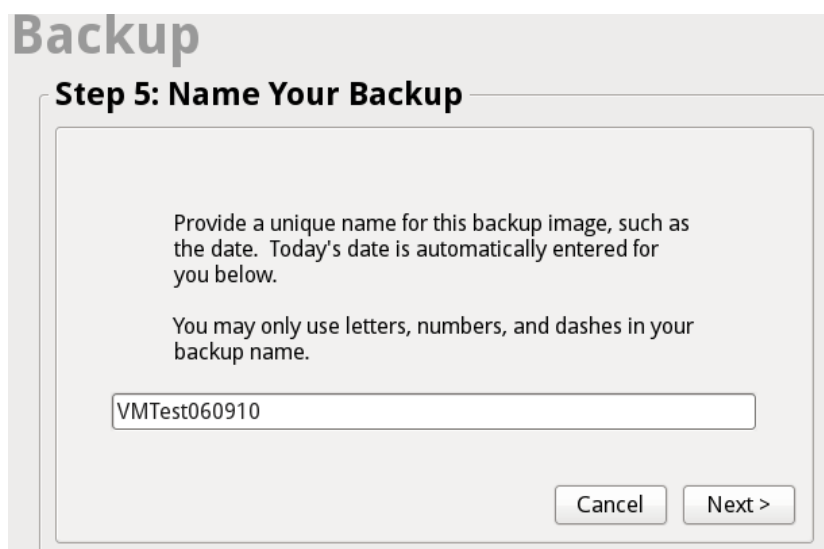 Backup
Step 5: Name Your Backup
Provide a unique name for this backup image, such as
the date.  Today's date is automatically entered for
you below.
You may only use letters, numbers, and dashes in your
backup name.
VMTest060910
Cancel
Next >